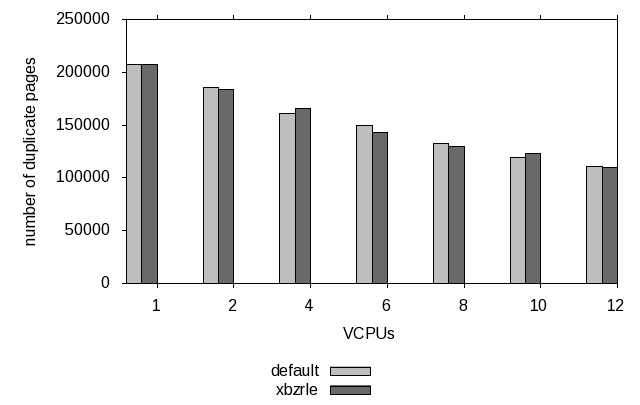 250000
200000
150000
100000
50000
0
number of duplicate pages
1 2 4 6 8 10 12
VCPUs
default
xbzrle